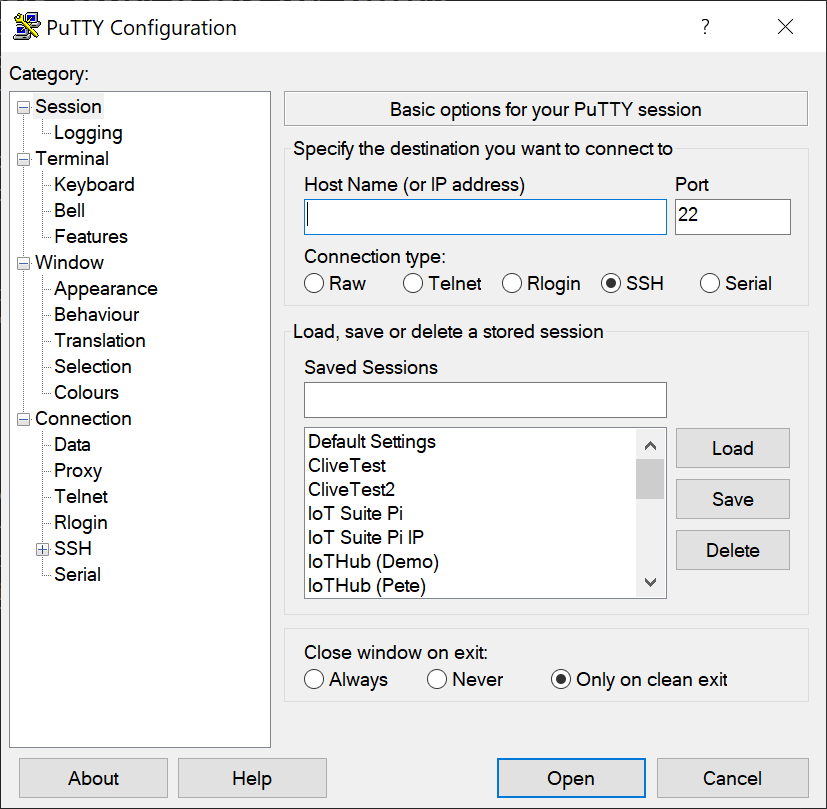 PuTTY Configuration
?
Category:
Session
Logging
Terminal
Keyboard
Bell
Features
Window
Appearance
Behaviour
Translation
Selection
Colours
Connection
Data
Proxy
Telnet
Rlogin
SSH
Serial
Basic options for your PuTTY session
Specify the destination you want to connect to
Host Name (or IP address) Port
22
Connection type:
Raw Telnet Rlogin SSH Serial
Load, save or delete a stored session
Saved Sessions
Default Settings
CliveTest
CliveTest2
IoT Suite Pi
IoT Suite Pi IP
IoTHub (Demo)
IoTHub (Pete)
Load
Save
Delete
Close window on exit:
Always Never Only on clean exit
About Help Open Cancel